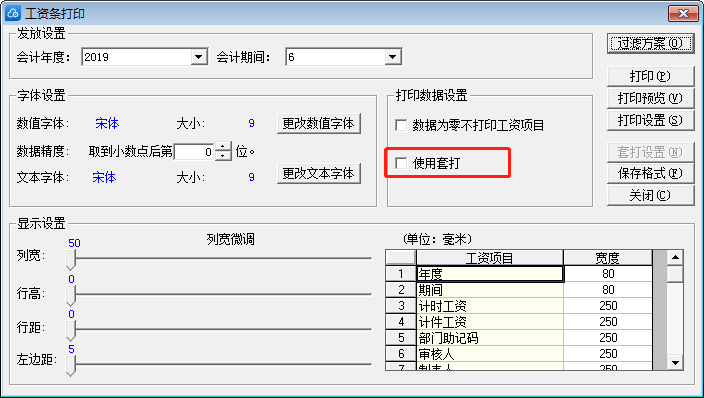 工资条打印
发放设置
会计年度: 2019 会计期间: 6
过滤方案(O)
打印(P)
打印预览(V)
打印设置(S)
套打设置(N)
保存格式(F)
关闭(C)
字体设置
数值字体: 宋体 大小: 9 更改数值字体
数据精度: 取到小数点后第 0 位。
文本字体: 宋体 大小: 9 更改文本字体
打印数据设置
数据为零不打印工资项目
使用套打
显示设置
列宽微调 (单位: 毫米)
列宽: 50
行高: 0
行距: 0
左边距: 5
工资项目 宽度
1 年度 80
2 期间 80
3 计时工资 250
4 计件工资 250
5 部门助记码 250
6 审核人 250
7 制表人 250